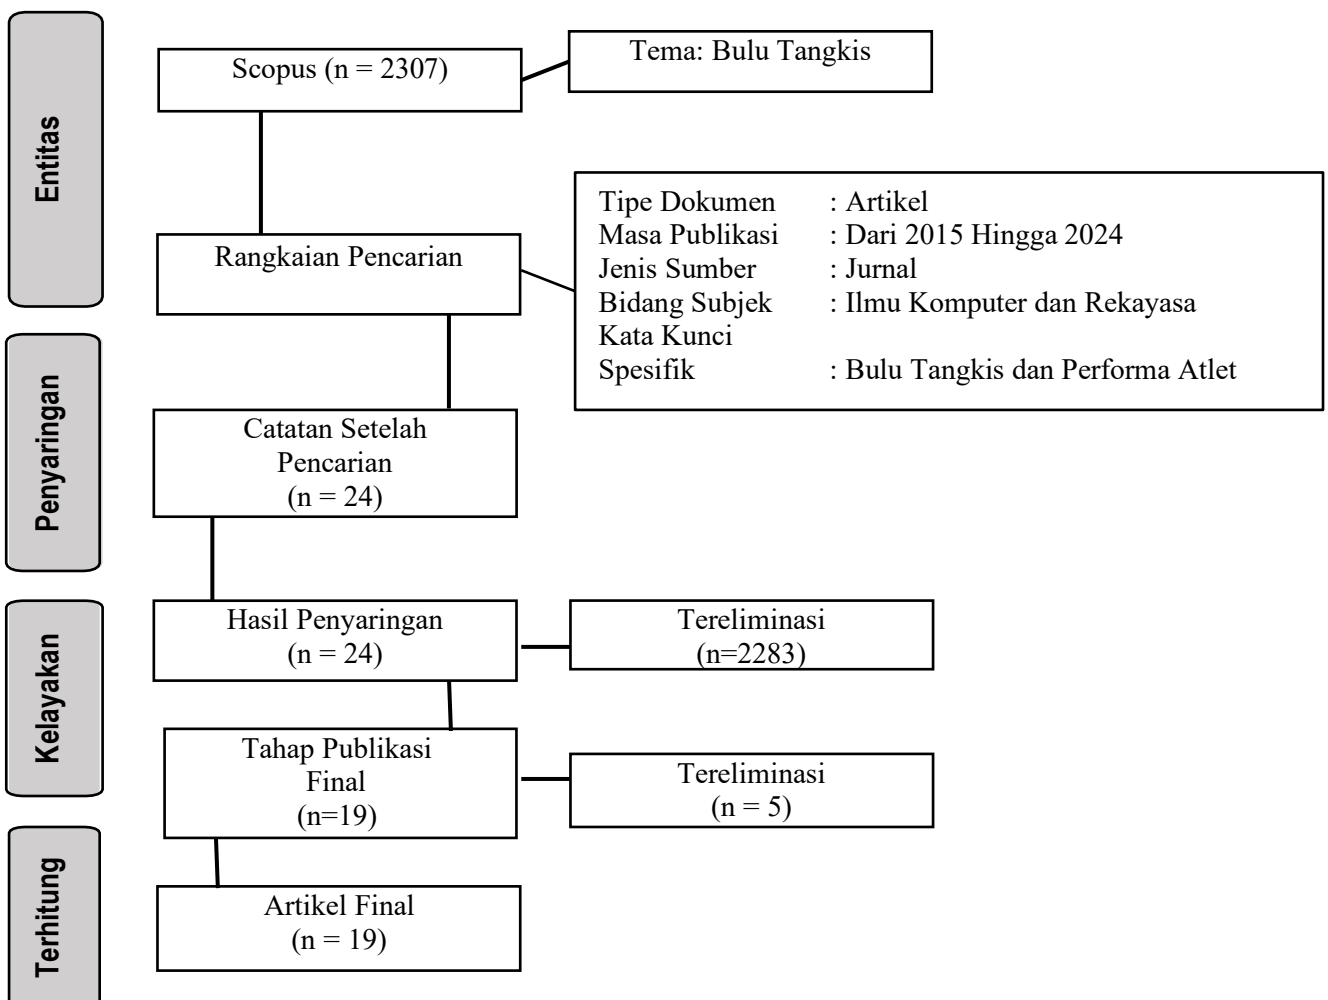 Entitas
Scopus (n = 2307)
Tema: Bulu Tangkis
Rangkaian Pencarian
Tipe Dokumen : Artikel
Masa Publikasi : Dari 2015 Hingga 2024
Jenis Sumber : Jurnal
Bidang Subjek : Ilmu Komputer dan Rekayasa
Kata Kunci
Spesifik : Bulu Tangkis dan Performa Atlet
Penyaringan
Catatan Setelah
Pencarian
(n = 24)
Kelayakan
Hasil Penyaringan
(n = 24)
Tereliminasi
(n=2283)
Tahap Publikasi
Final
(n=19)
Tereliminasi
(n = 5)
Terhitung
Artikel Final
(n = 19)